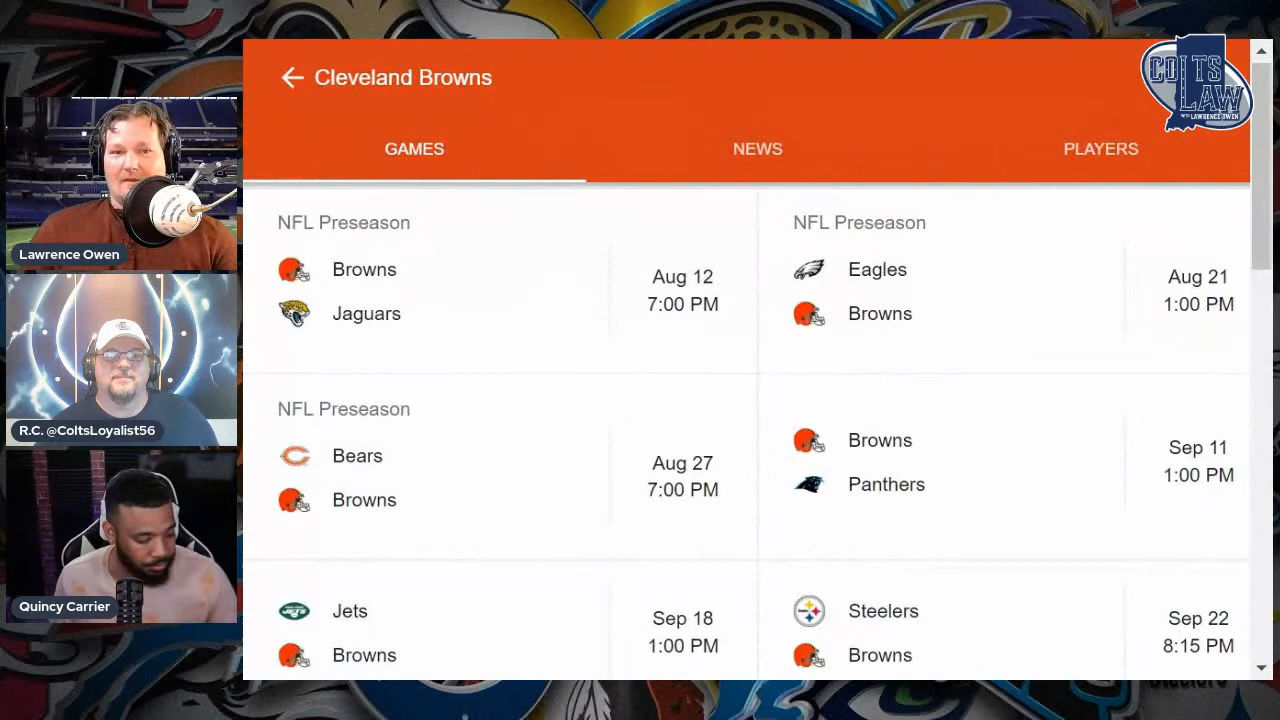 Cleveland Browns
COLTS
LAW
WITH LAWRENCE OWEN
GAMES
NEWS
PLAYERS
NFL Preseason
Browns
Jaguars
Aug 12
7:00 PM
NFL Preseason
Eagles
Browns
Aug 21
1:00 PM
NFL Preseason
Bears
Browns
Aug 27
7:00 PM
Browns
Panthers
Sep 11
1:00 PM
Jets
Browns
Sep 18
1:00 PM
Steelers
Browns
Sep 22
8:15 PM
Lawrence Owen
R.C. @ColtsLoyalist56
Quincy Carrier